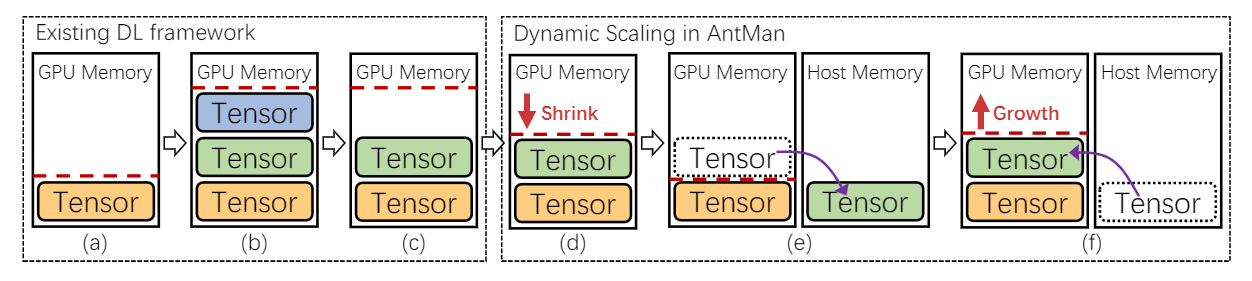 Existing DL framework
GPU Memory
Tensor
(a)
GPU Memory
Tensor
Tensor
Tensor
(b)
GPU Memory
Tensor
Tensor
(c)
Dynamic Scaling in AntMan
GPU Memory
Shrink
Tensor
Tensor
(d)
GPU Memory
Host Memory
Tensor
Tensor
Tensor
(e)
GPU Memory
Host Memory
Growth
Tensor
Tensor
Tensor
(f)